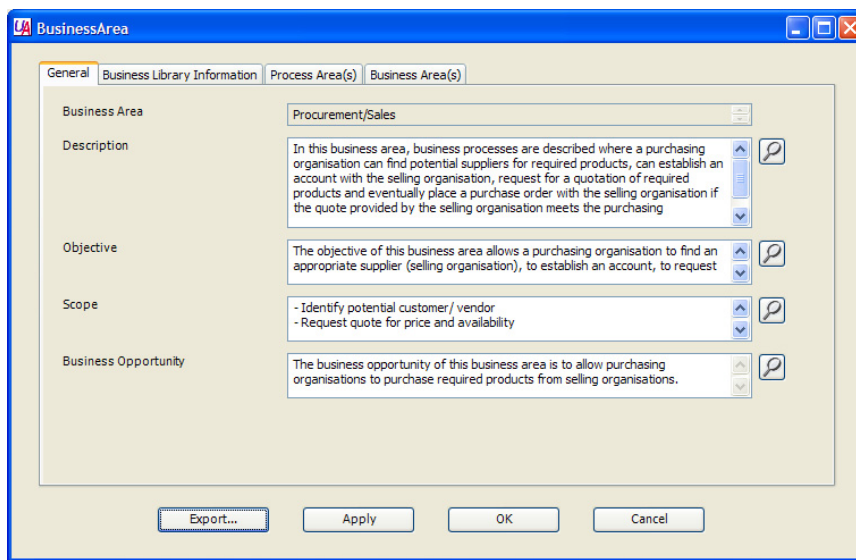 UA BusinessArea
General Business Library Information Process Area(s) Business Area(s)
Business Area
Procurement/Sales
Description
In this business area, business processes are described where a purchasing
organisation can find potential suppliers for required products, can establish an
account with the selling organisation, request for a quotation of required
products and eventually place a purchase order with the selling organisation if
the quote provided by the selling organisation meets the purchasing
Objective
The objective of this business area allows a purchasing organisation to find an
appropriate supplier (selling organisation), to establish an account, to request
Scope
- Identify potential customer/ vendor
- Request quote for price and availability
Business Opportunity
The business opportunity of this business area is to allow purchasing
organisations to purchase required products from selling organisations.
Export... Apply OK Cancel